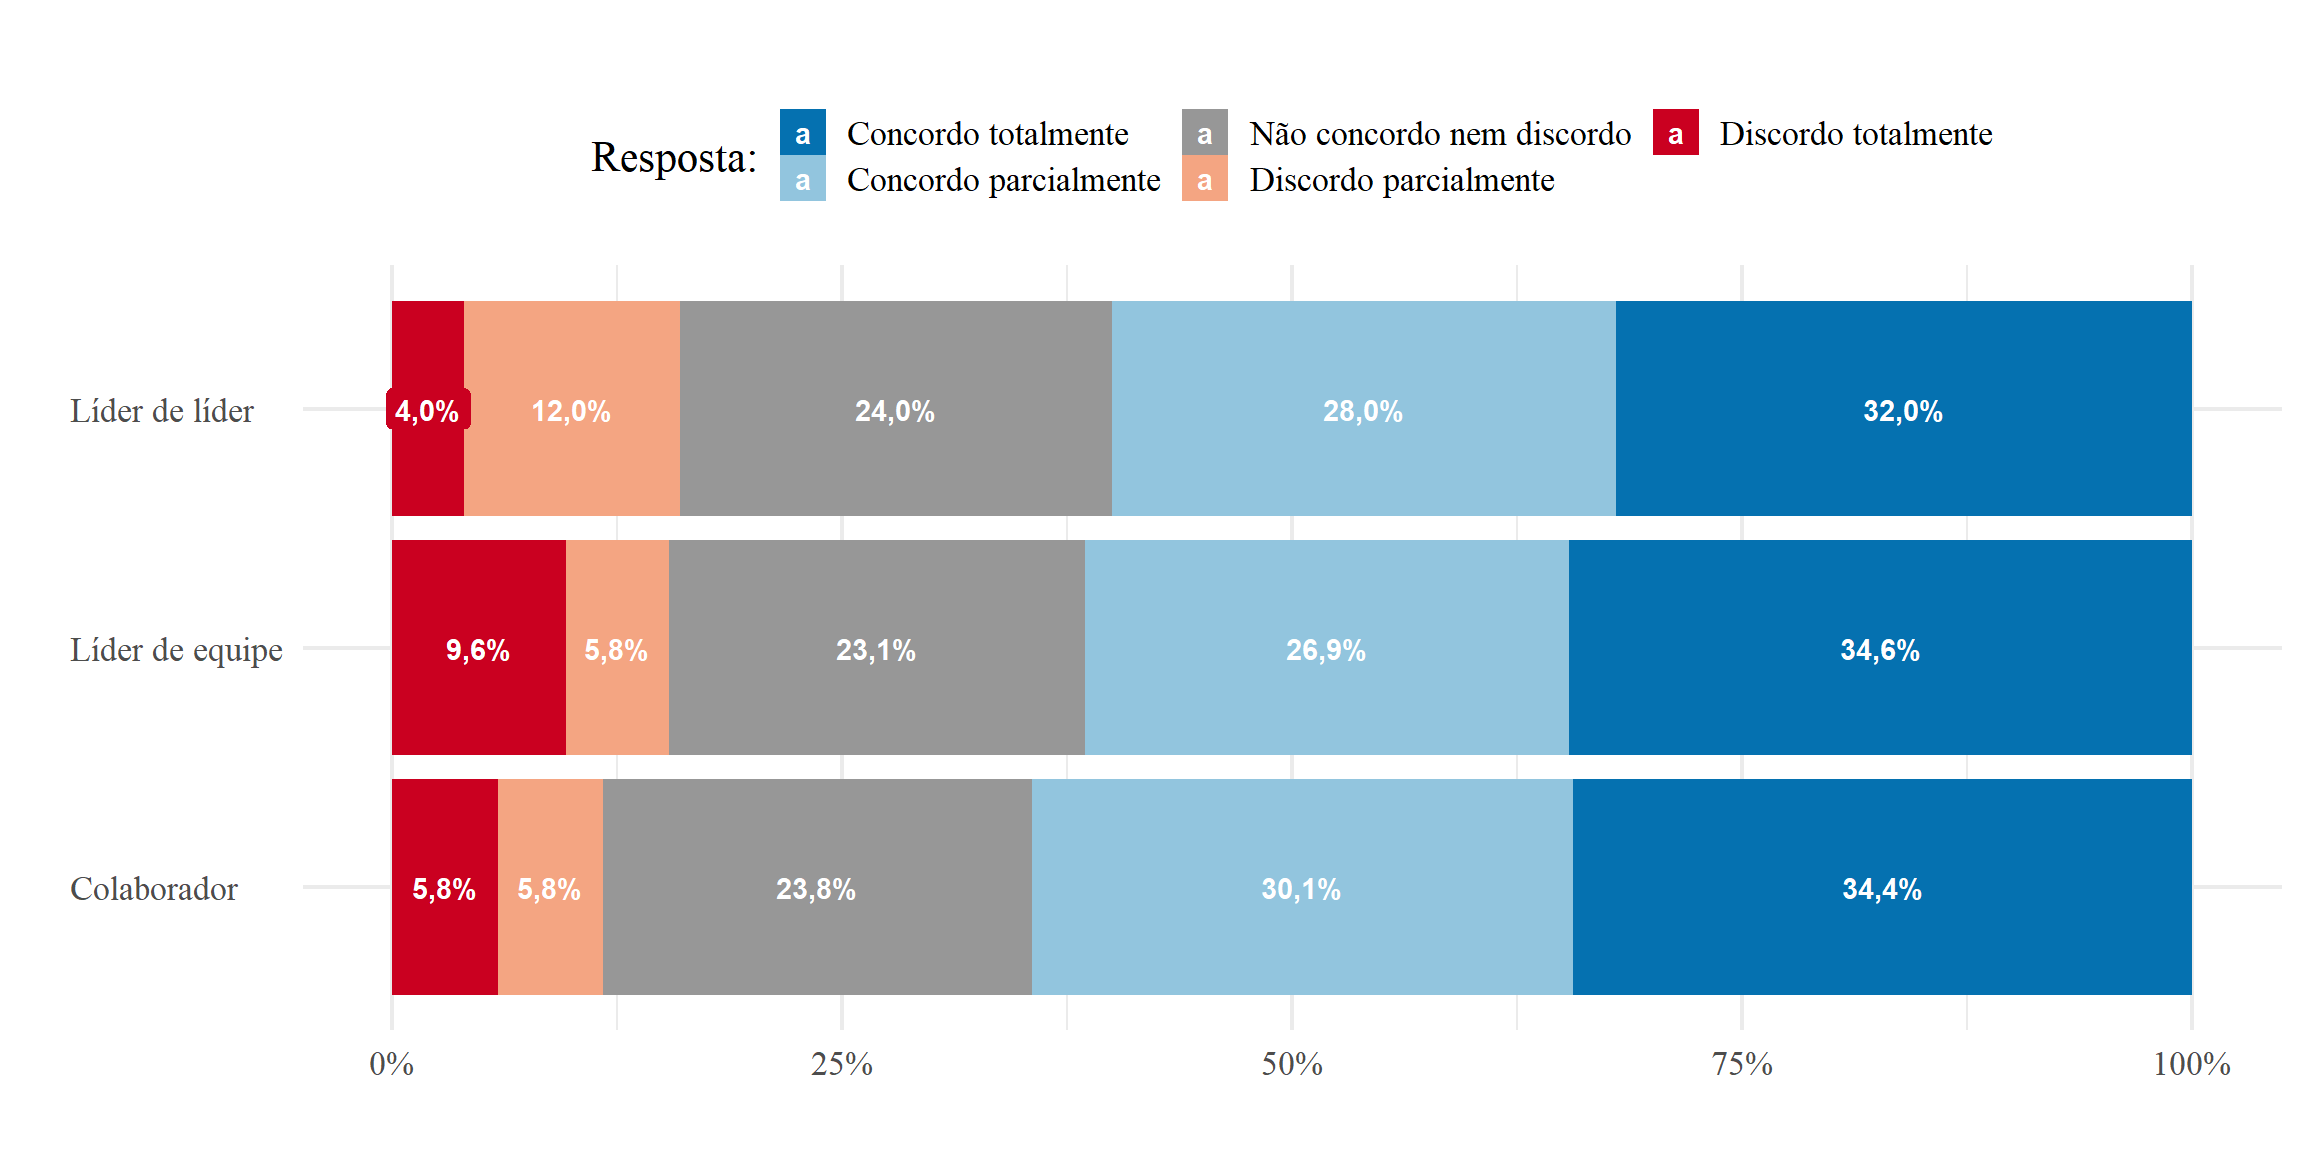 Resposta:
a Concordo totalmente
a Concordo parcialmente
a Não concordo nem discordo
a Discordo parcialmente
a Discordo totalmente
Líder de líder
4,0% 12,0% 24,0% 28,0% 32,0%
Líder de equipe
9,6% 5,8% 23,1% 26,9% 34,6%
Colaborador
5,8% 5,8% 23,8% 30,1% 34,4%
0% 25% 50% 75% 100%